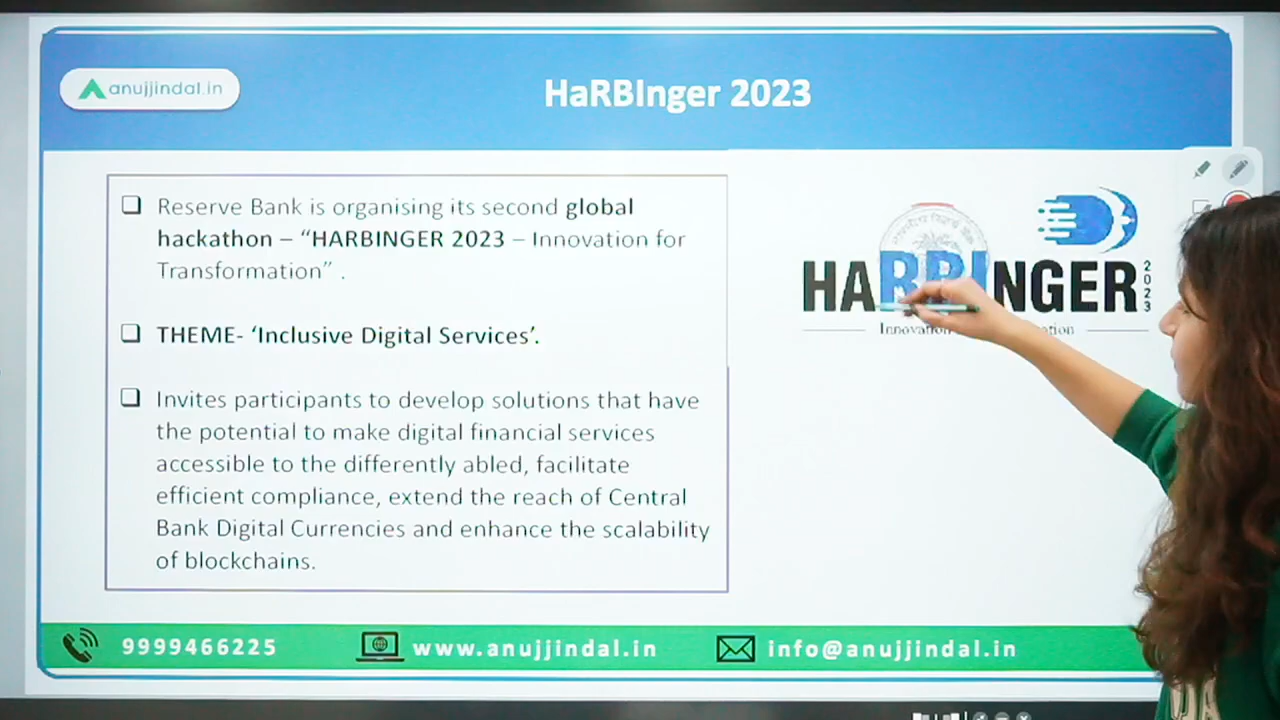 anujjindal.in
HaRBInger 2023
Reserve Bank is organising its second global
hackathon – “HARBINGER 2023 – Innovation for
Transformation” .
THEME- ‘Inclusive Digital Services’.
Invites participants to develop solutions that have
the potential to make digital financial services
accessible to the differently abled, facilitate
efficient compliance, extend the reach of Central
Bank Digital Currencies and enhance the scalability
of blockchains.
HARBINGER 2023
9999466225 www.anujjindal.in info@anujjindal.in